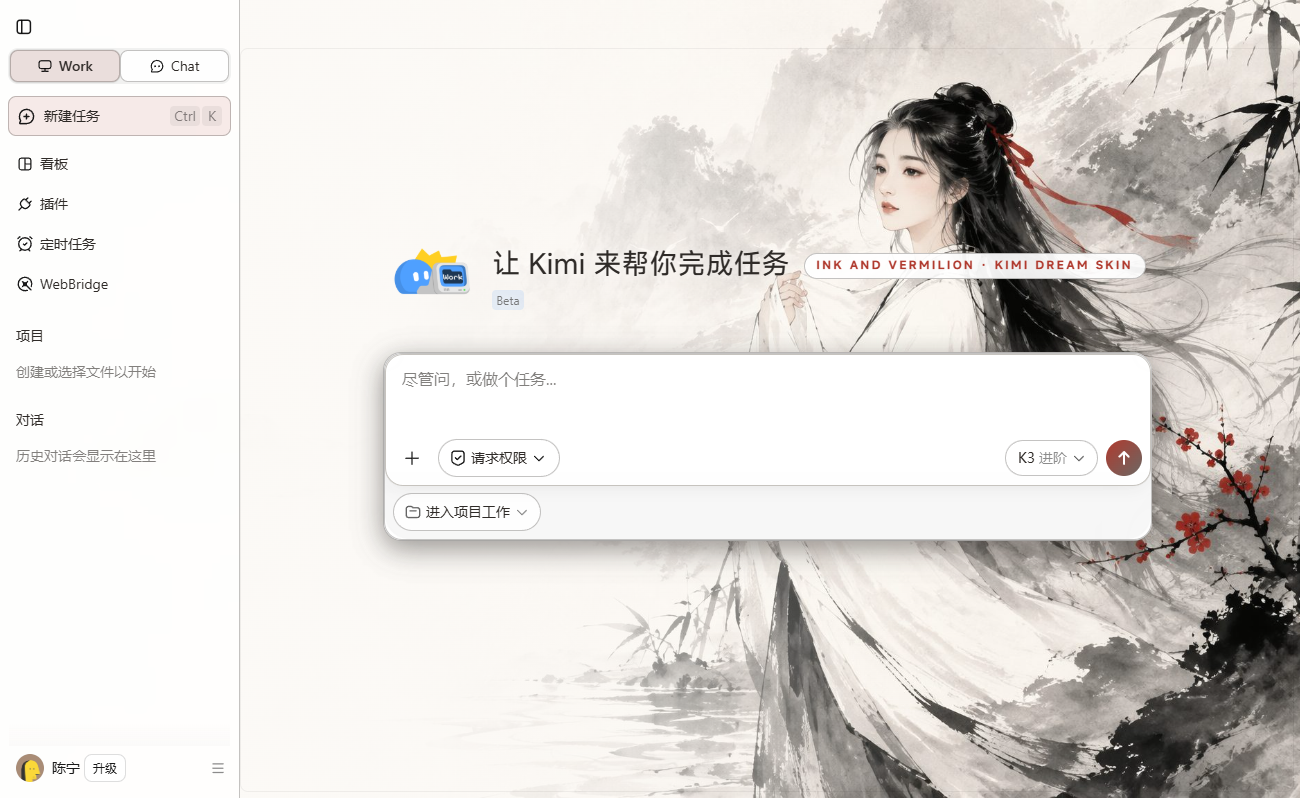 Work
Chat
新建任务
Ctrl K
看板
插件
定时任务
WebBridge
项目
创建或选择文件以开始
对话
历史对话会显示在这里
陈宁
升级
Work
让 Kimi 来帮你完成任务
INK AND VERMILION · KIMI DREAM SKIN
Beta
尽管问，或做个任务...
请求权限
K3 进阶
进入项目工作